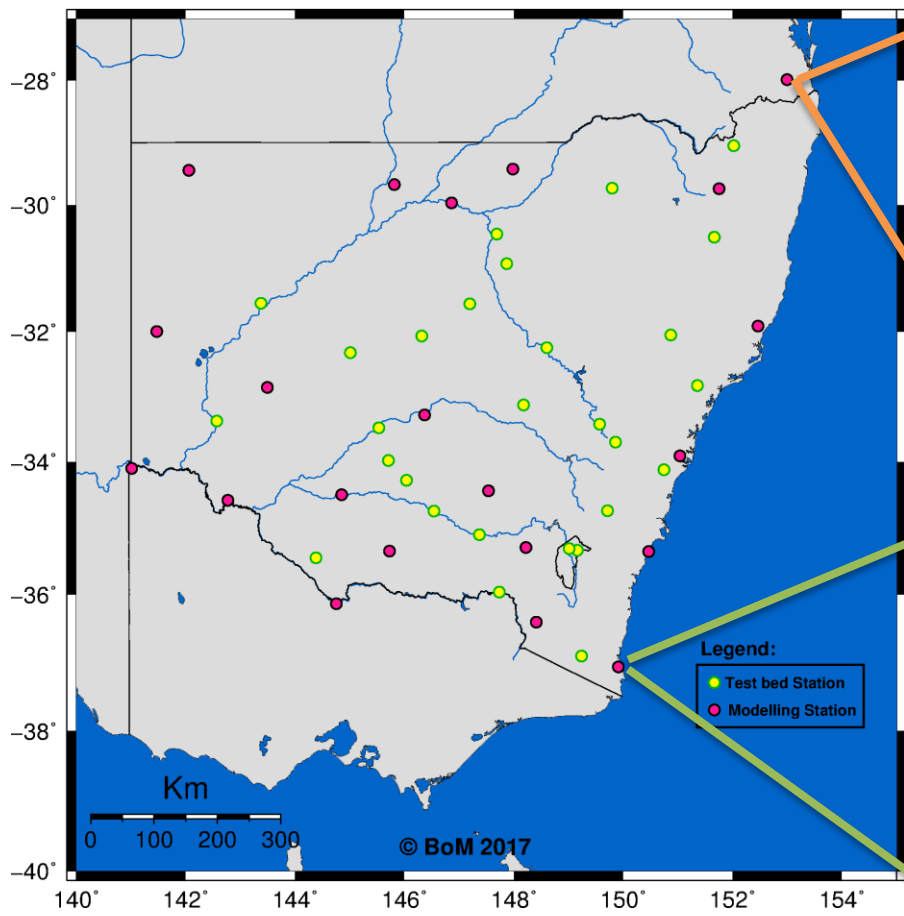 −28°
−30°
−32°
−34°
−36°
−38°
−40°
Legend:
Test bed Station
Modelling Station
Km
0 100 200 300
© BoM 2017
140° 142° 144° 146° 148° 150° 152° 154°